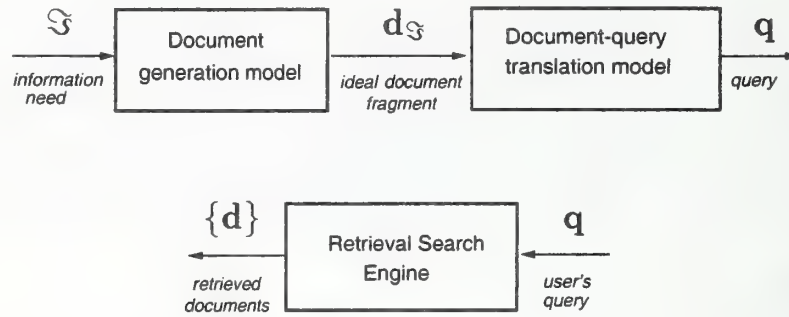 ℑ
information
need
Document
generation model
d_ℑ
ideal document
fragment
Document-query
translation model
q
query
{d}
retrieved
documents
Retrieval Search
Engine
q
user's
query